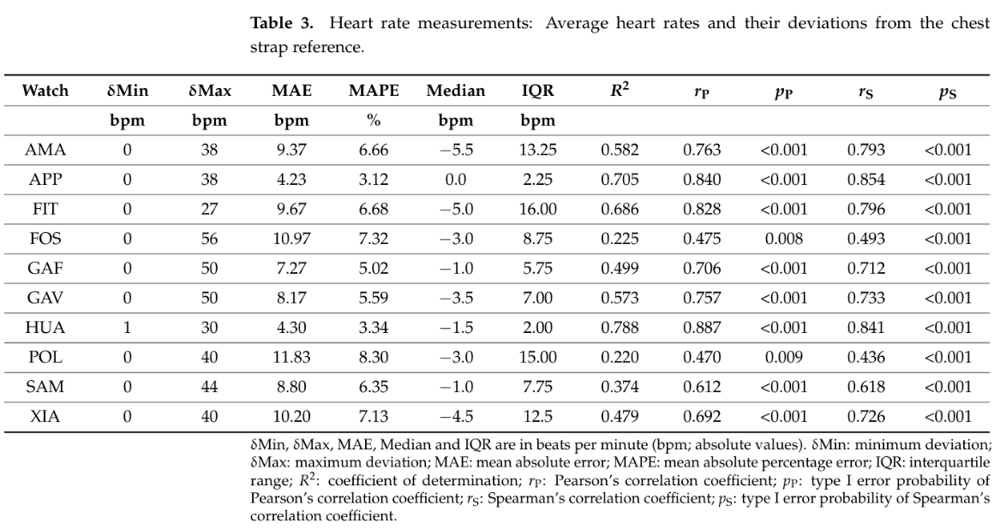 Table 3. Heart rate measurements: Average heart rates and their deviations from the chest
strap reference.
Watch δMin δMax MAE MAPE Median IQR R² rP pP rS pS
bpm bpm bpm % bpm bpm
AMA 0 38 9.37 6.66 −5.5 13.25 0.582 0.763 <0.001 0.793 <0.001
APP 0 38 4.23 3.12 0.0 2.25 0.705 0.840 <0.001 0.854 <0.001
FIT 0 27 9.67 6.68 −5.0 16.00 0.686 0.828 <0.001 0.796 <0.001
FOS 0 56 10.97 7.32 −3.0 8.75 0.225 0.475 0.008 0.493 <0.001
GAF 0 50 7.27 5.02 −1.0 5.75 0.499 0.706 <0.001 0.712 <0.001
GAV 0 50 8.17 5.59 −3.5 7.00 0.573 0.757 <0.001 0.733 <0.001
HUA 1 30 4.30 3.34 −1.5 2.00 0.788 0.887 <0.001 0.841 <0.001
POL 0 40 11.83 8.30 −3.0 15.00 0.220 0.470 0.009 0.436 <0.001
SAM 0 44 8.80 6.35 −1.0 7.75 0.374 0.612 <0.001 0.618 <0.001
XIA 0 40 10.20 7.13 −4.5 12.5 0.479 0.692 <0.001 0.726 <0.001
δMin, δMax, MAE, Median and IQR are in beats per minute (bpm; absolute values). δMin: minimum deviation;
δMax: maximum deviation; MAE: mean absolute error; MAPE: mean absolute percentage error; IQR: interquartile
range; R²: coefficient of determination; rP: Pearson's correlation coefficient; pP: type I error probability of
Pearson's correlation coefficient; rS: Spearman's correlation coefficient; pS: type I error probability of Spearman's
correlation coefficient.